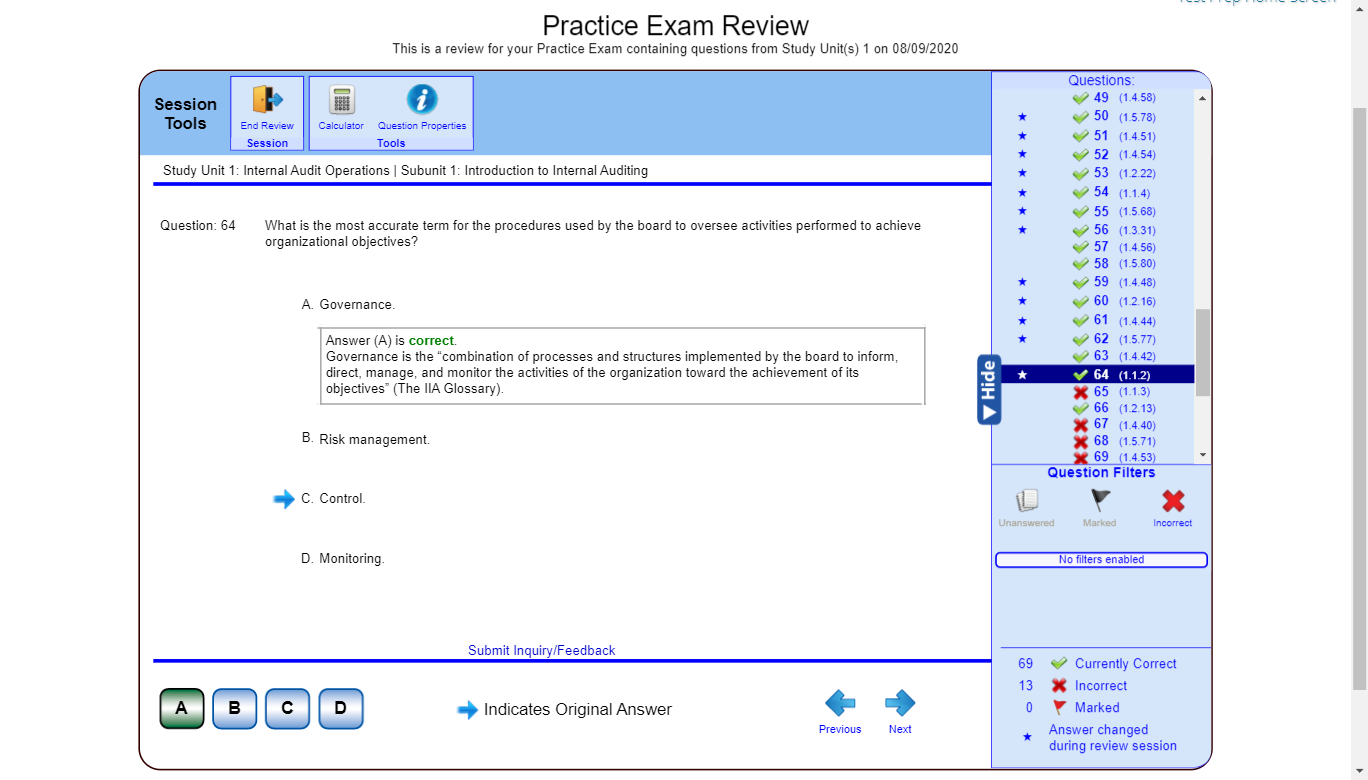 Test Prep Home Screen
Practice Exam Review
This is a review for your Practice Exam containing questions from Study Unit(s) 1 on 08/09/2020
Session
Tools
End Review
Session
Calculator
Question Properties
Tools
Study Unit 1: Internal Audit Operations | Subunit 1: Introduction to Internal Auditing
Question: 64
What is the most accurate term for the procedures used by the board to oversee activities performed to achieve
organizational objectives?
A. Governance.
Answer (A) is correct.
Governance is the “combination of processes and structures implemented by the board to inform,
direct, manage, and monitor the activities of the organization toward the achievement of its
objectives” (The IIA Glossary).
B. Risk management.
C. Control.
D. Monitoring.
Submit Inquiry/Feedback
A B C D
Indicates Original Answer
Previous
Next
Hide
Questions:
49 (1.4.58)
50 (1.5.78)
51 (1.4.51)
52 (1.4.54)
53 (1.2.22)
54 (1.1.4)
55 (1.5.68)
56 (1.3.31)
57 (1.4.56)
58 (1.5.80)
59 (1.4.48)
60 (1.2.16)
61 (1.4.44)
62 (1.5.77)
63 (1.4.42)
64 (1.1.2)
65 (1.1.3)
66 (1.2.13)
67 (1.4.40)
68 (1.5.71)
69 (1.4.53)
Question Filters
Unanswered
Marked
Incorrect
No filters enabled
69 Currently Correct
13 Incorrect
0 Marked
Answer changed
during review session